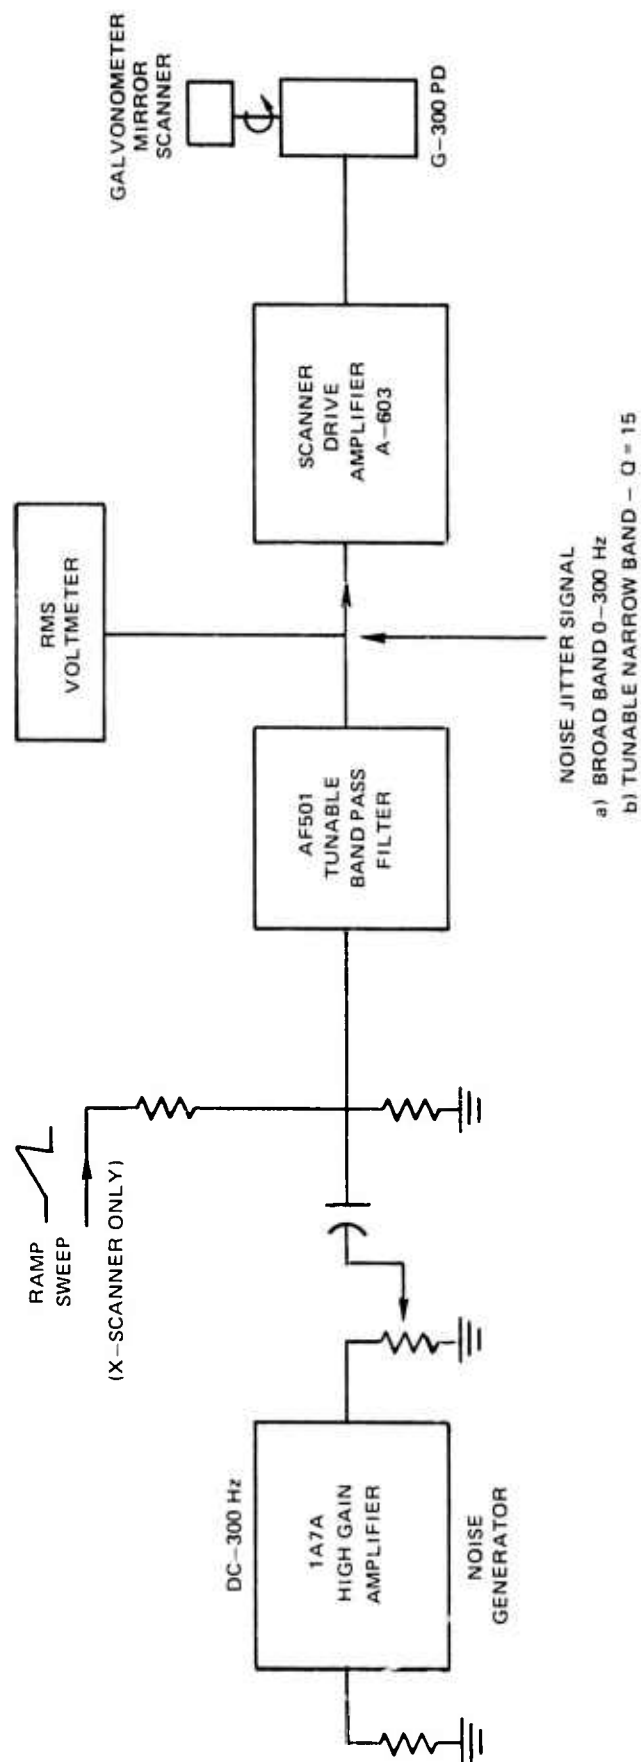 DC-300 Hz
1A7A
HIGH GAIN
AMPLIFIER
NOISE
GENERATOR
RAMP
SWEEP
(X-SCANNER ONLY)
AF501
TUNABLE
BAND PASS
FILTER
RMS
VOLTMETER
NOISE JITTER SIGNAL
a) BROAD BAND 0-300 Hz
b) TUNABLE NARROW BAND - Q = 15
SCANNER
DRIVE
AMPLIFIER
A-603
GALVONOMETER
MIRROR
SCANNER
G-300 PD